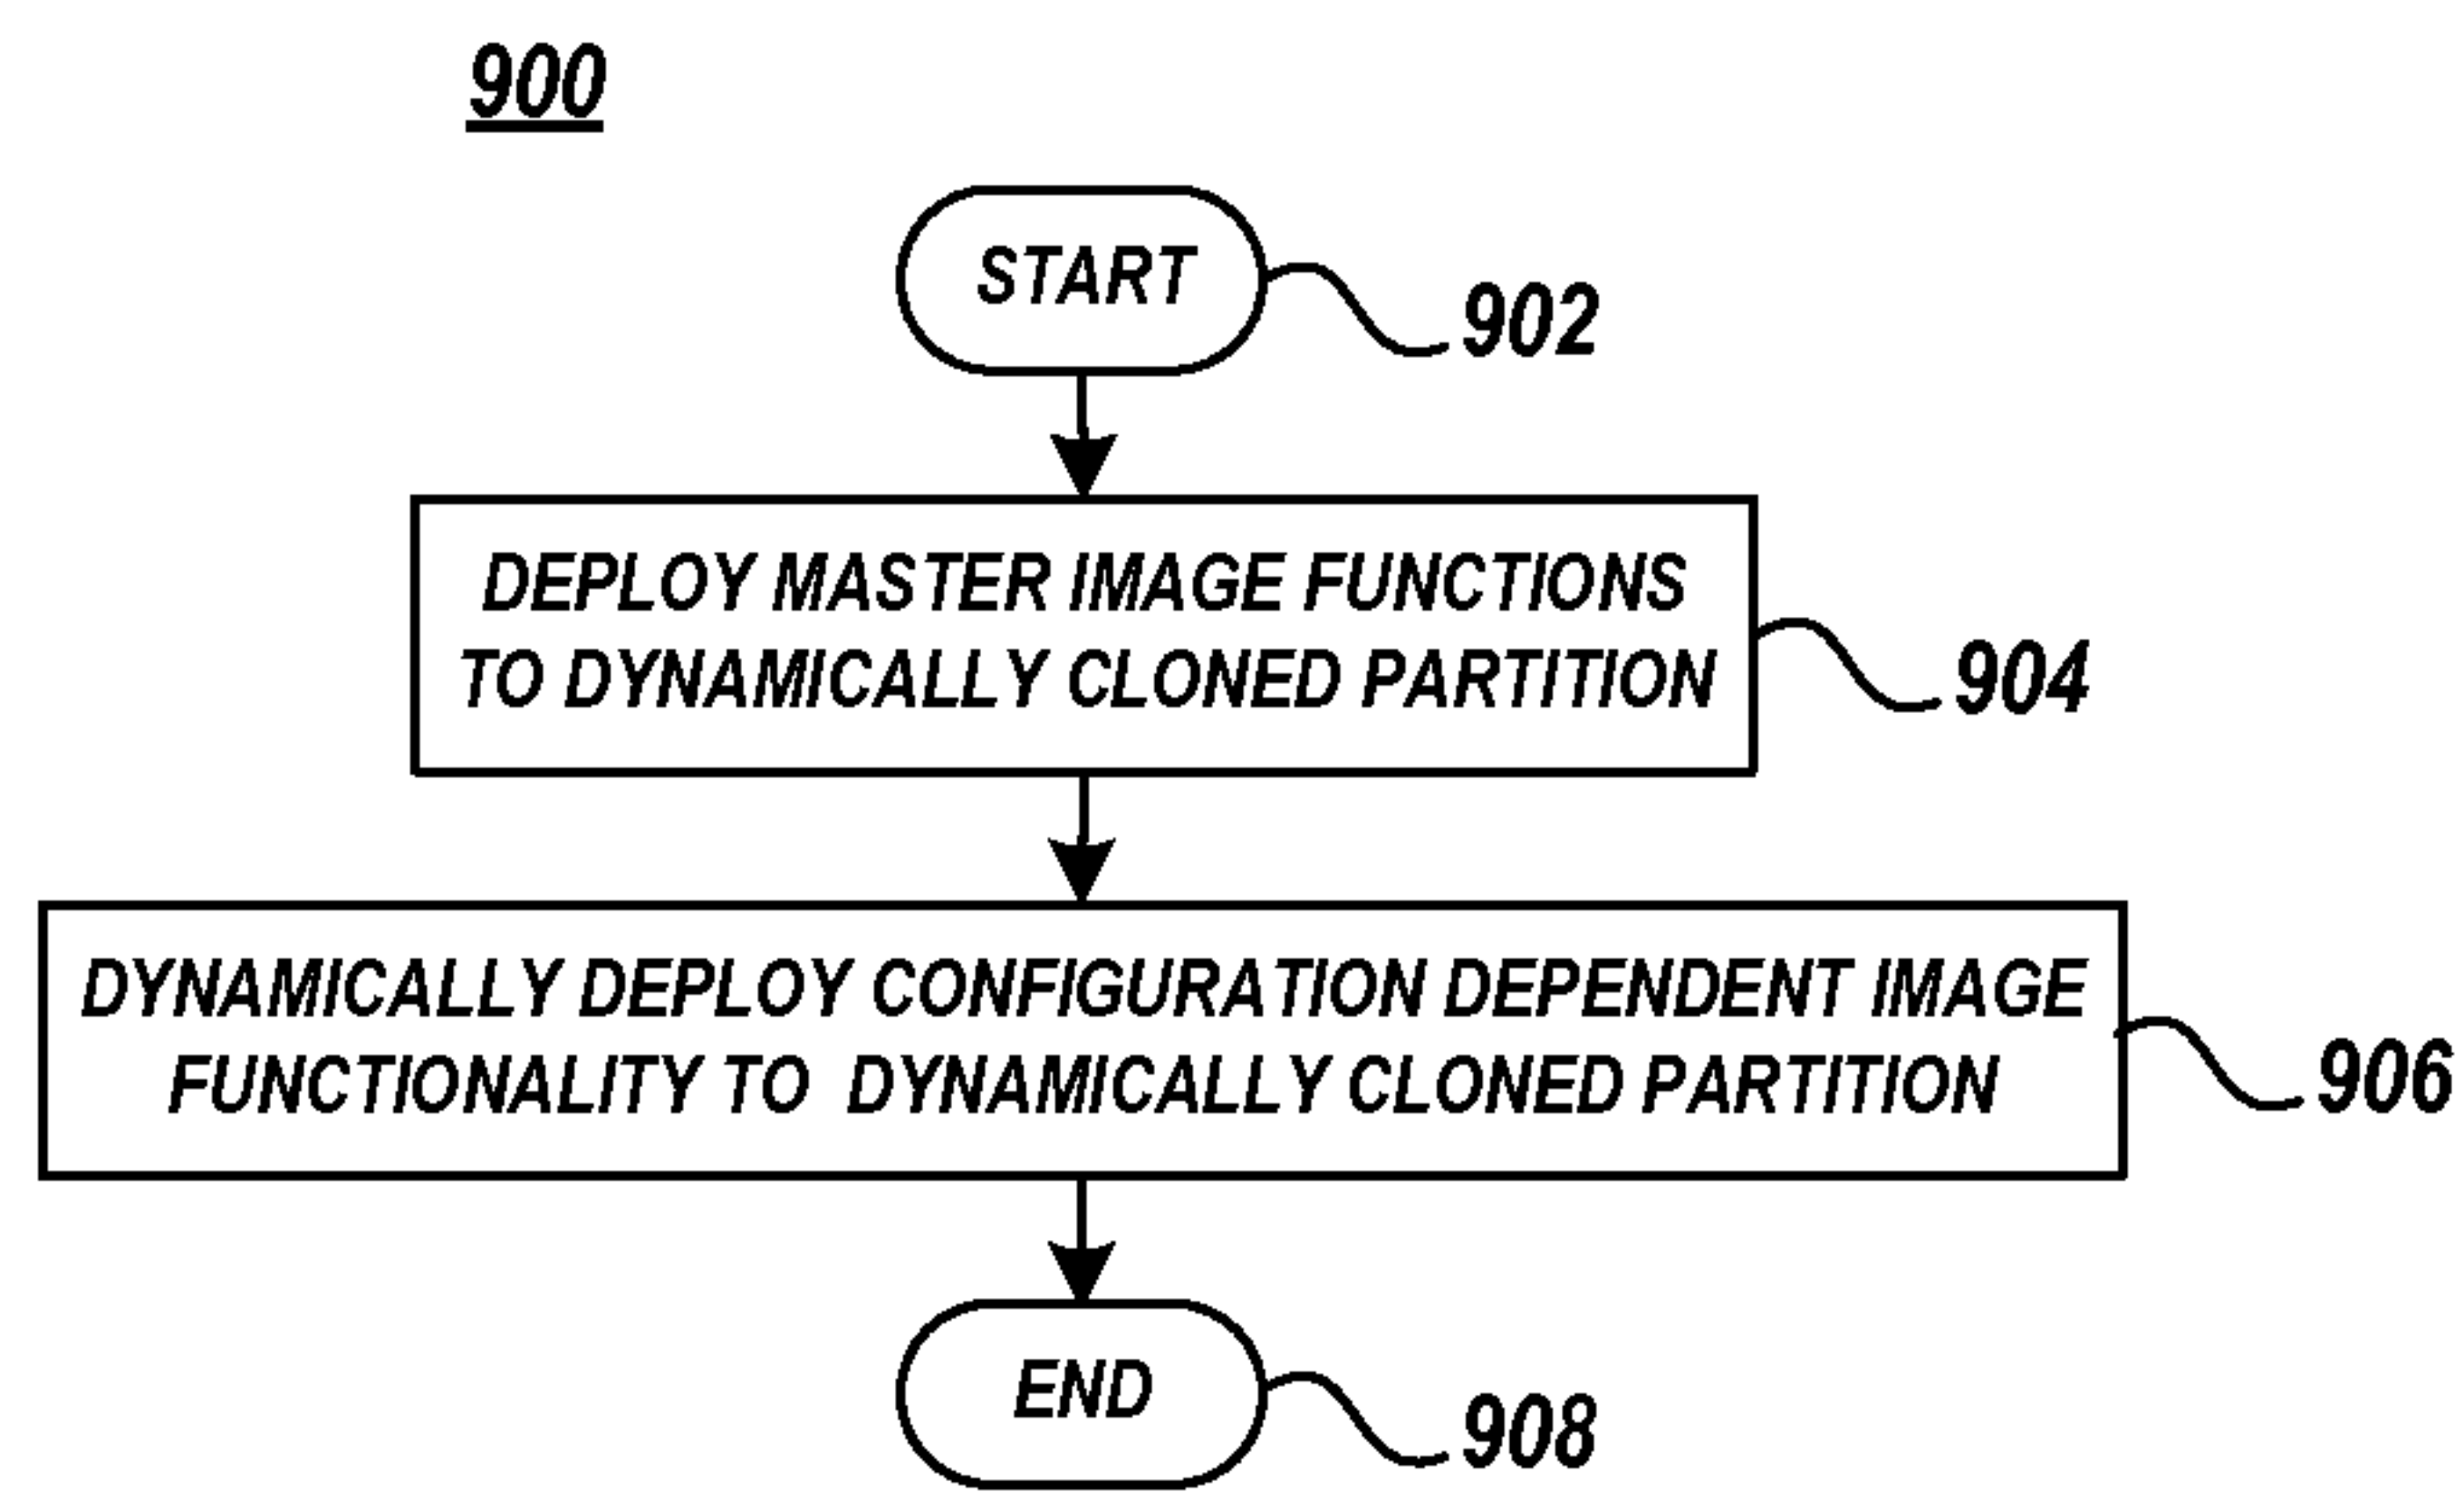 900
START
902
DEPLOY MASTER IMAGE FUNCTIONS
TO DYNAMICALLY CLONED PARTITION
904
DYNAMICALLY DEPLOY CONFIGURATION DEPENDENT IMAGE
FUNCTIONALITY TO DYNAMICALLY CLONED PARTITION
906
END
908